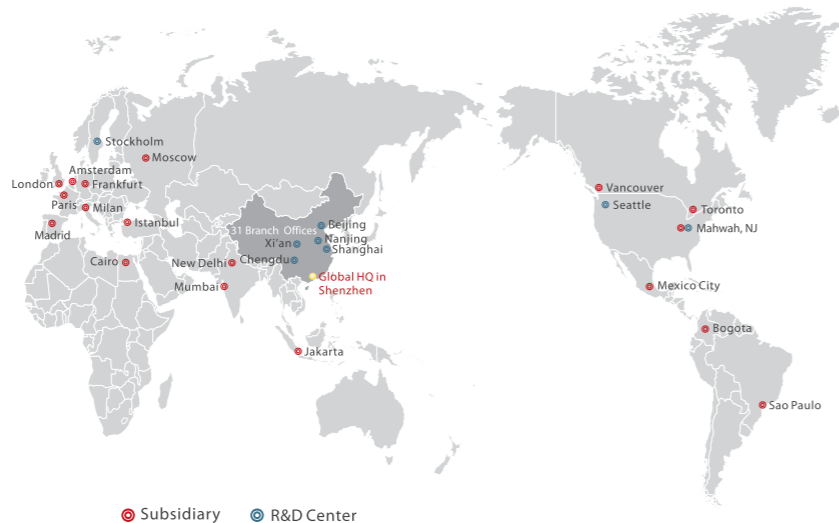 Stockholm
Moscow
Amsterdam
London
Frankfurt
Paris
Milan
Madrid
Istanbul
Cairo
New Delhi
Mumbai
31 Branch Offices
Beijing
Xi'an
Nanjing
Shanghai
Chengdu
Global HQ in
Shenzhen
Jakarta
Vancouver
Seattle
Toronto
Mahwah, NJ
Mexico City
Bogota
Sao Paulo
Subsidiary
R&D Center